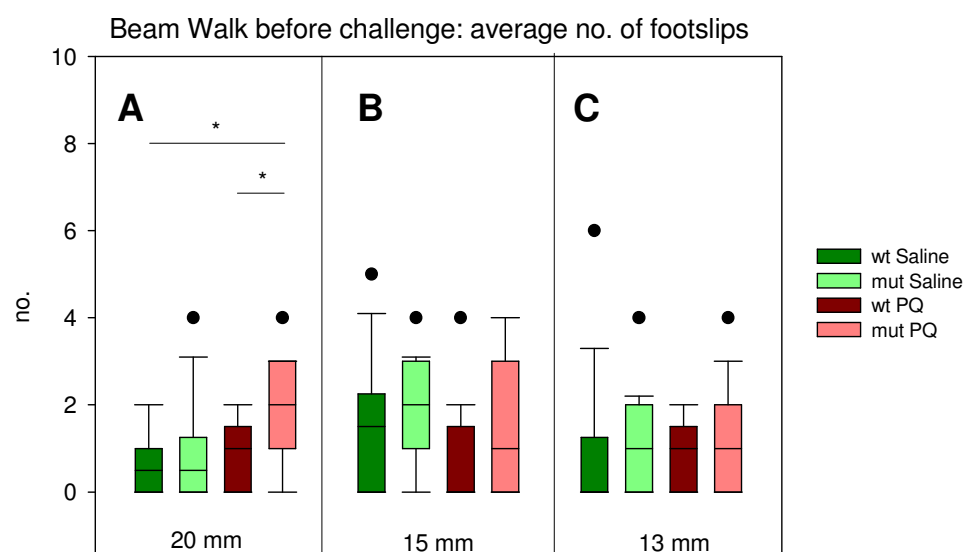 Beam Walk before challenge: average no. of footslips
10
8
6
4
2
0
no.
A
B
C
*
*
20 mm
15 mm
13 mm
wt Saline
mut Saline
wt PQ
mut PQ